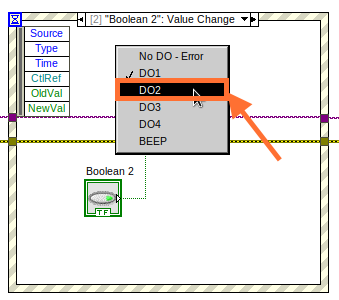 [2] "Boolean 2": Value Change
Source
Type
Time
CtlRef
OldVal
NewVal
No DO - Error
DO1
DO2
DO3
DO4
BEEP
Boolean 2
TF